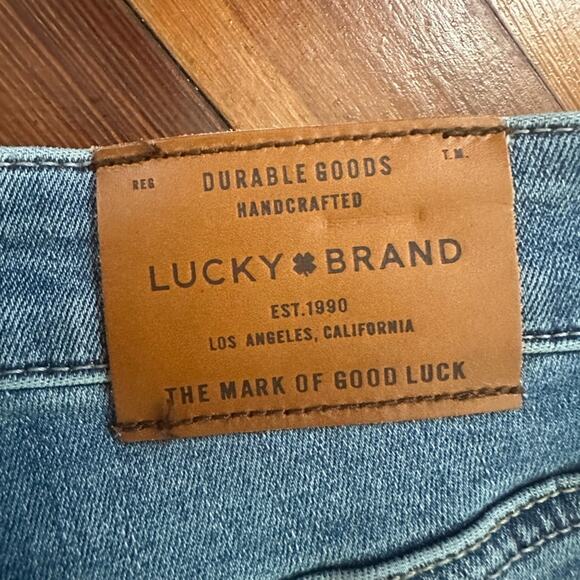 REG DURABLE GOODS T.M.
HANDCRAFTED
LUCKY BRAND
EST.1990
LOS ANGELES, CALIFORNIA
THE MARK OF GOOD LUCK